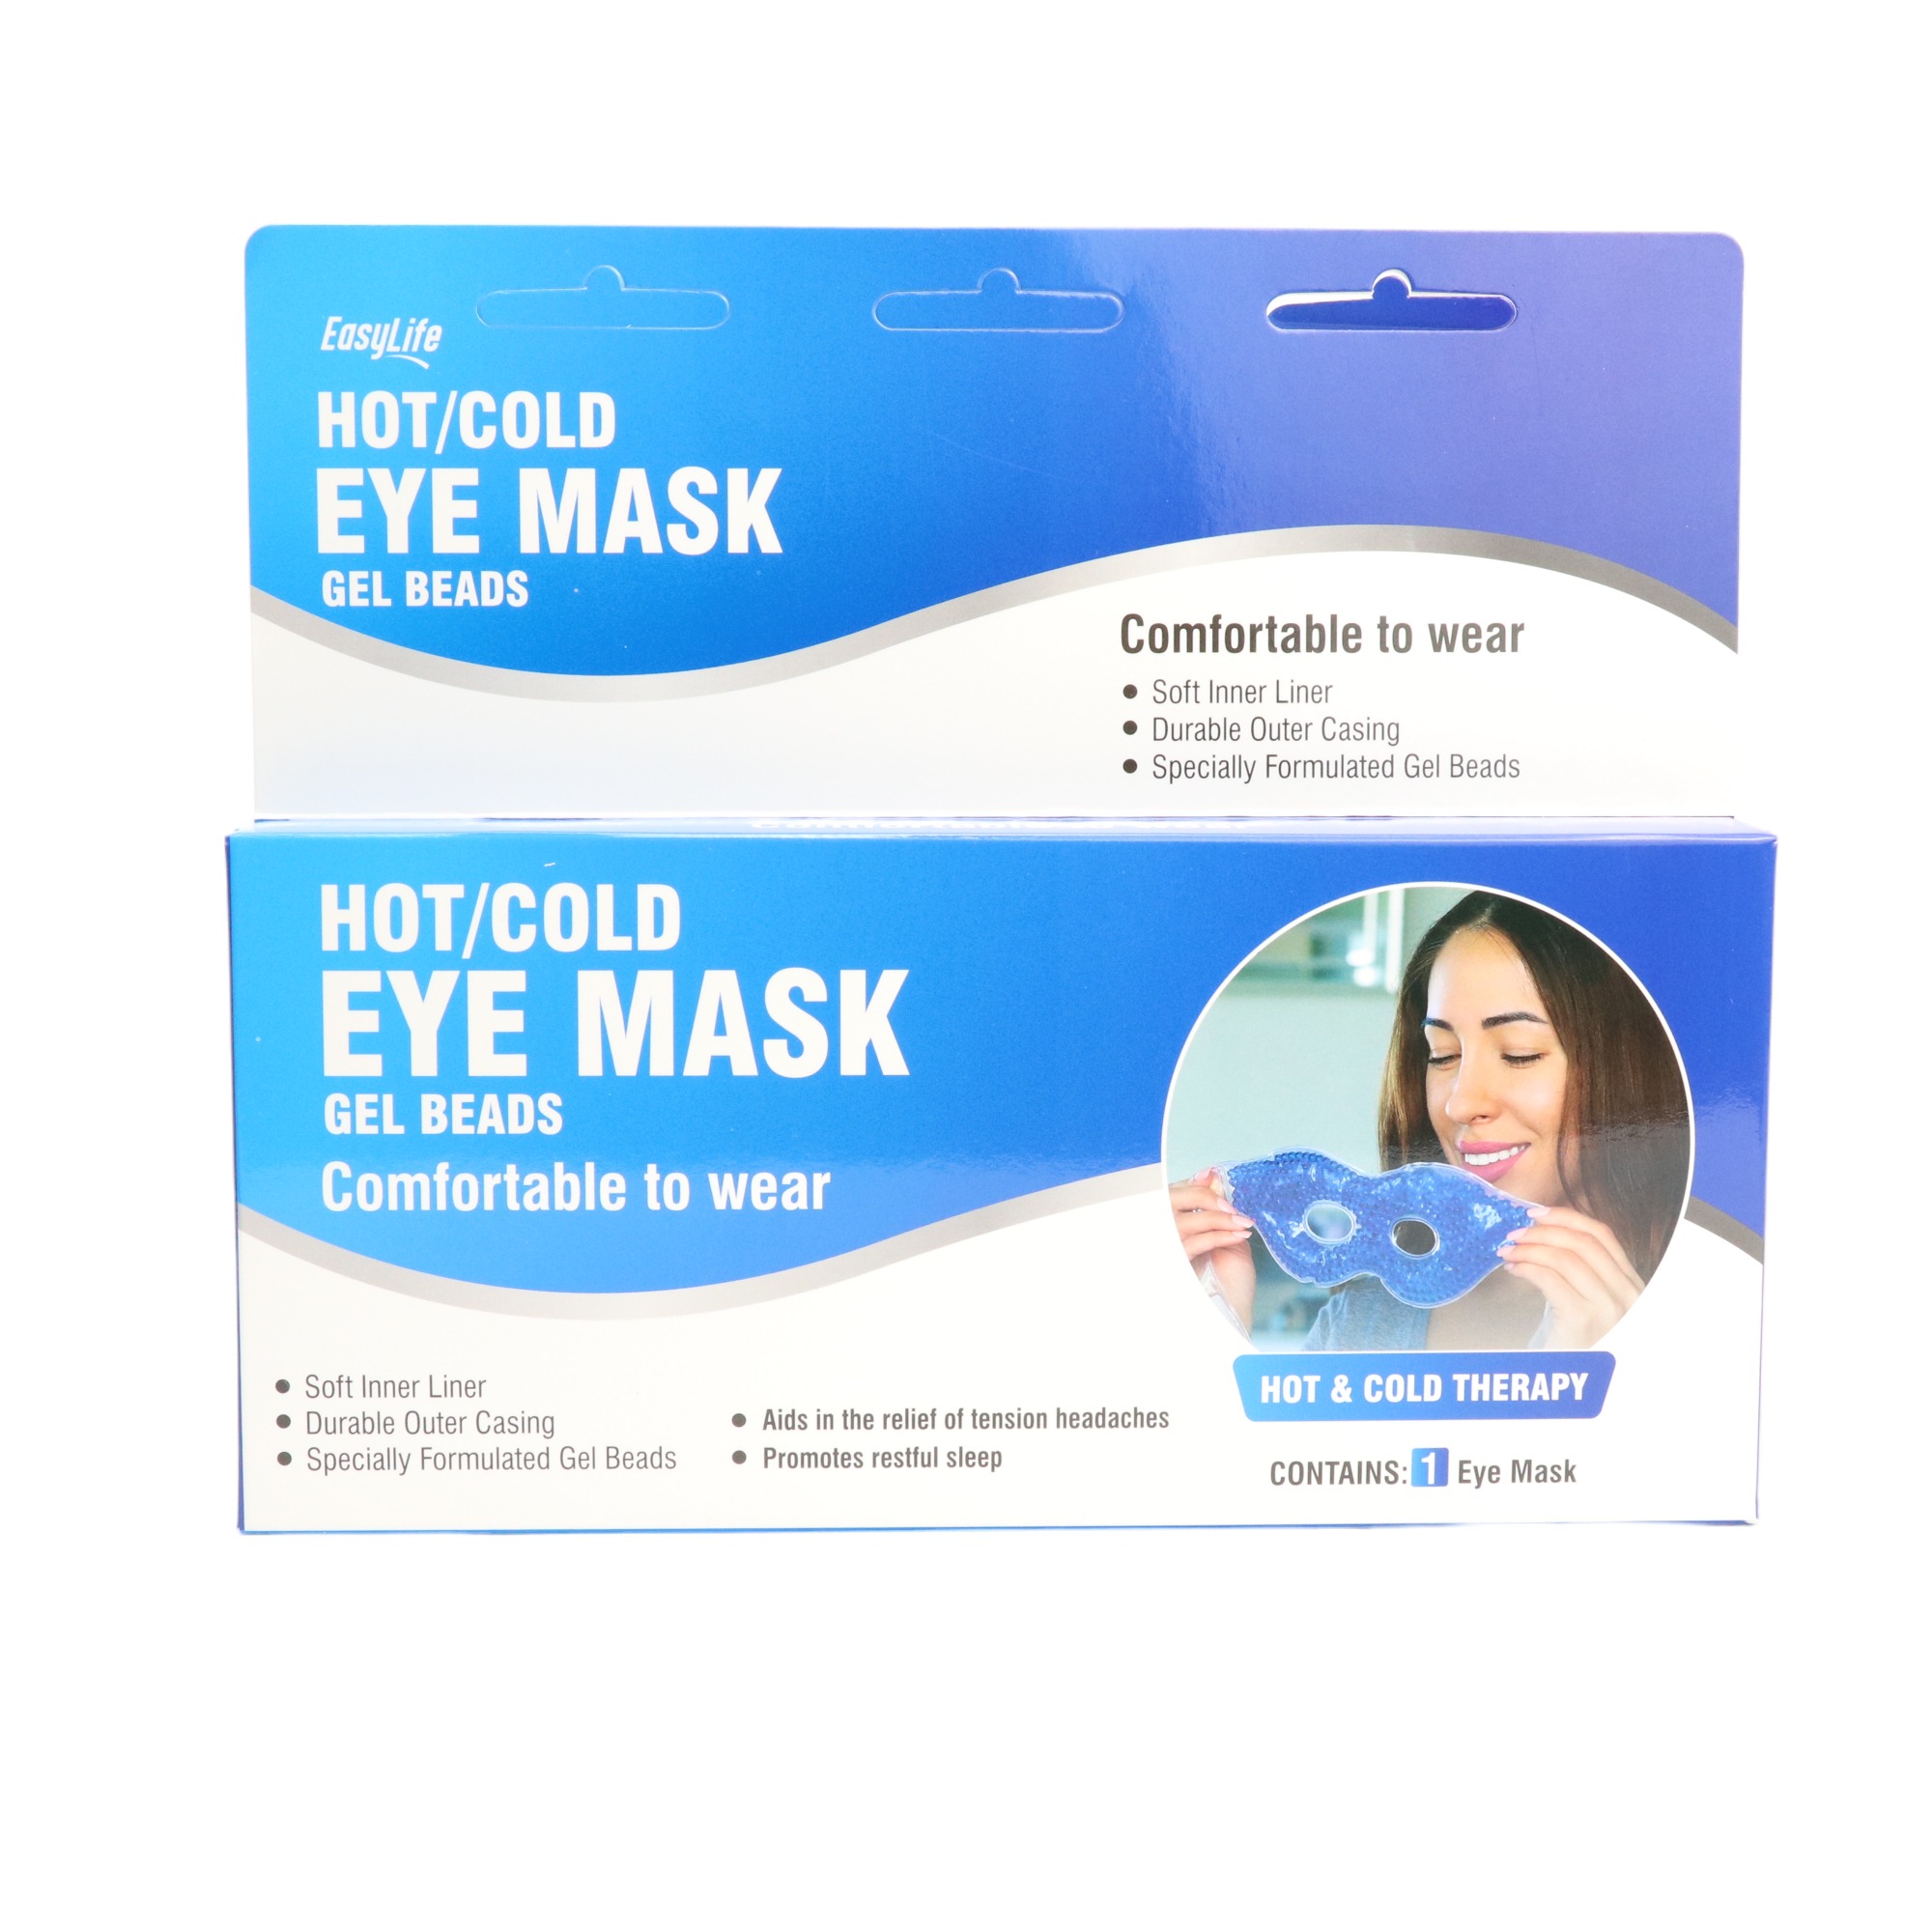 EasyLife
HOT/COLD
EYE MASK
GEL BEADS
Comfortable to wear
● Soft Inner Liner
● Durable Outer Casing
● Specially Formulated Gel Beads
HOT/COLD
EYE MASK
GEL BEADS
Comfortable to wear
● Soft Inner Liner
● Durable Outer Casing
● Specially Formulated Gel Beads
● Aids in the relief of tension headaches
● Promotes restful sleep
HOT & COLD THERAPY
CONTAINS: 1 Eye Mask